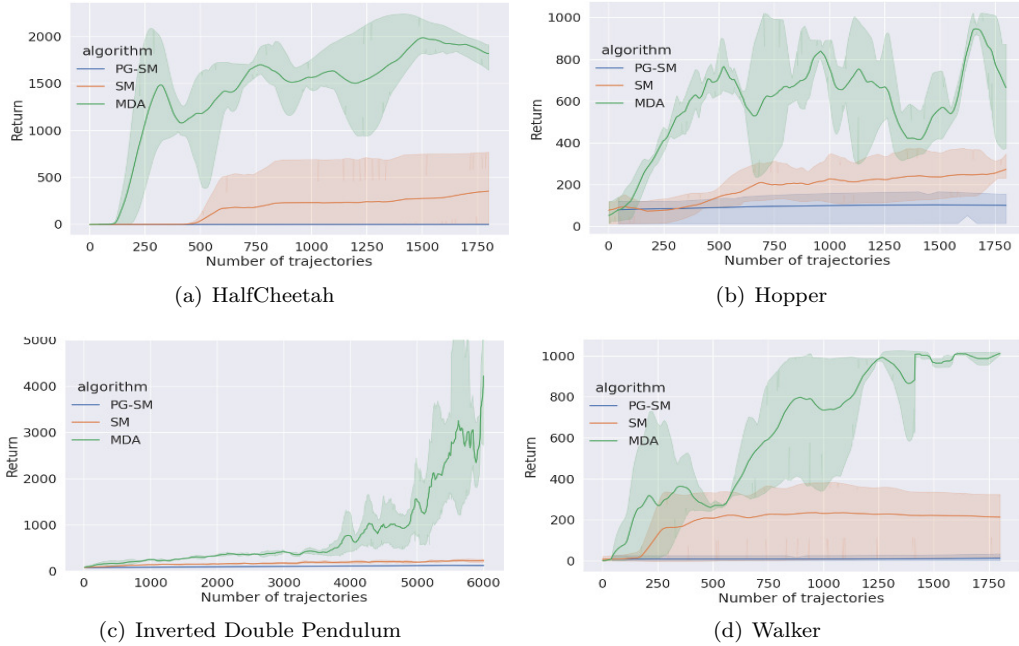 2000
1500
1000
500
0
Return
algorithm
PG-SM
SM
MDA
0 250 500 750 1000 1250 1500 1750
Number of trajectories
(a) HalfCheetah
1000
800
600
400
200
0
Return
algorithm
PG-SM
SM
MDA
0 250 500 750 1000 1250 1500 1750
Number of trajectories
(b) Hopper
5000
4000
3000
2000
1000
0
Return
algorithm
PG-SM
SM
MDA
0 1000 2000 3000 4000 5000 6000
Number of trajectories
(c) Inverted Double Pendulum
1000
800
600
400
200
0
Return
algorithm
PG-SM
SM
MDA
0 250 500 750 1000 1250 1500 1750
Number of trajectories
(d) Walker